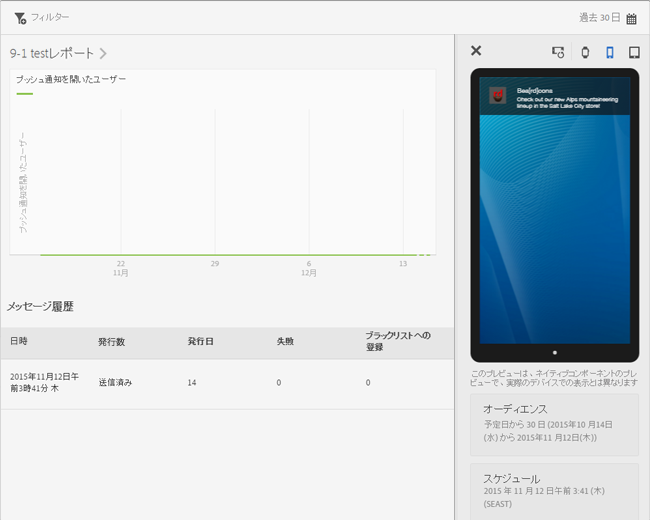 フィルター
過去 30 日
9-1 testレポート
プッシュ通知を開いたユーザー
プッシュ通知を開いたユーザー
22
11月
29
6
12月
13
メッセージ履歴
日時
発行数
発行日
失敗
ブラックリストへの
登録
2015年11月12日午
前3時41分 木
送信済み
14
0
0
Bea[rd]cons
Check out our new Alps mountaineering
lineup in the Salt Lake City store!
このプレビューは、ネイティブコンポーネントのプレ
ビューで、実際のデバイスでの表示とは異なります
オーディエンス
予定日から 30 日 (2015年10 月14日
(水) から 2015年11 月12日(木))
スケジュール
2015 年 11 月 12 日午前 3:41 (木)
(SEAST)